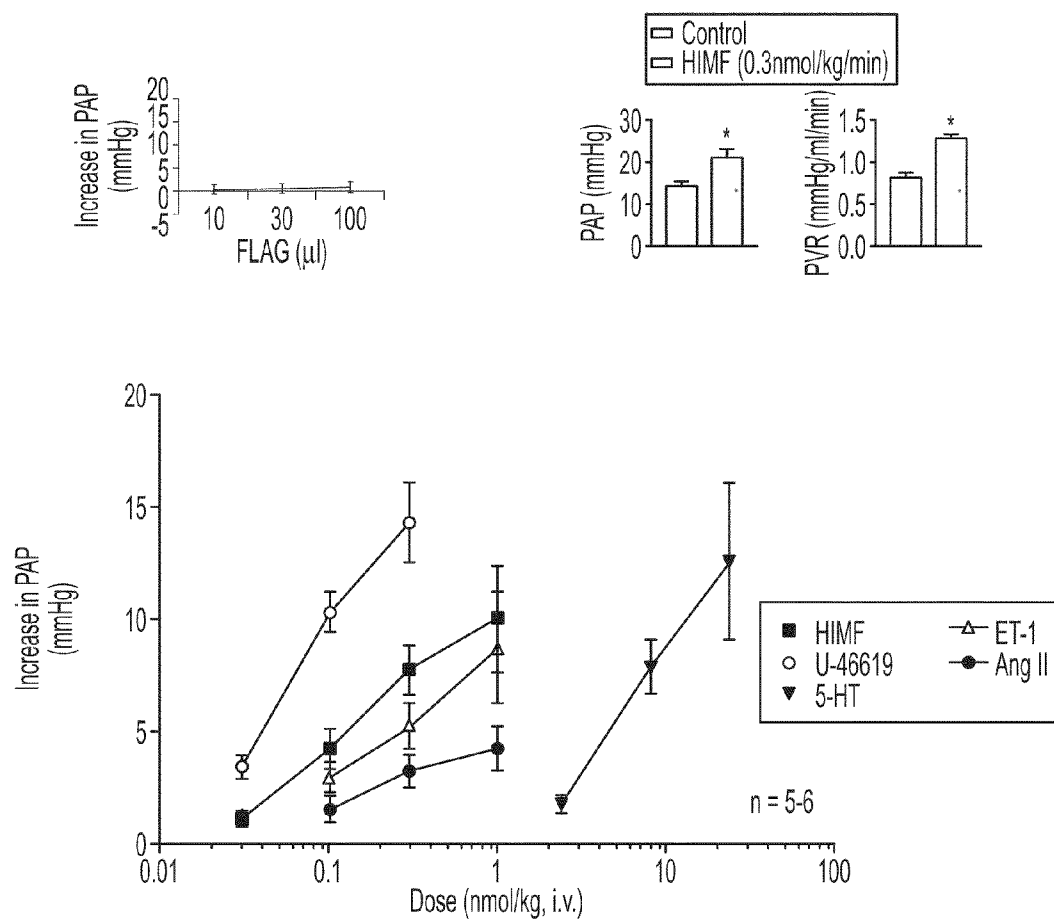 Control
HIMF (0.3nmol/kg/min)
Increase in PAP
(mmHg)
20
15
10
5
0
-5
10 30 100
FLAG (µl)
PAP (mmHg)
30
20
10
0
*
PVR (mmHg/ml/min)
1.5
1.0
0.5
0.0
*
Increase in PAP
(mmHg)
20
15
10
5
0
0.01 0.1 1 10 100
Dose (nmol/kg, i.v.)
HIMF
U-46619
5-HT
ET-1
Ang II
n = 5-6